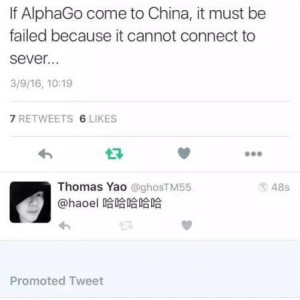 If AlphaGo come to China, it must be
failed because it cannot connect to
sever...
3/9/16, 10:19
7 RETWEETS 6 LIKES
Thomas Yao @ghosTM55 48s
@haoel 哈哈哈哈哈
Promoted Tweet